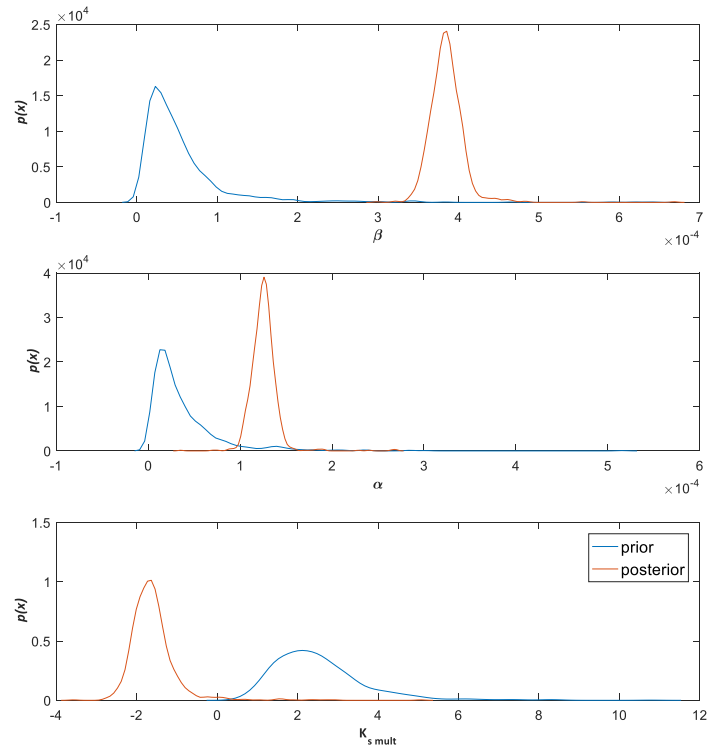 ×10⁴
2.5
2
1.5
1
0.5
0
p(x)
-1 0 1 2 3 4 5 6 7
β
×10⁻⁴
×10⁴
4
3
2
1
0
p(x)
-1 0 1 2 3 4 5 6
α
×10⁻⁴
1.5
1
0.5
0
p(x)
prior
posterior
-4 -2 0 2 4 6 8 10 12
K s mult